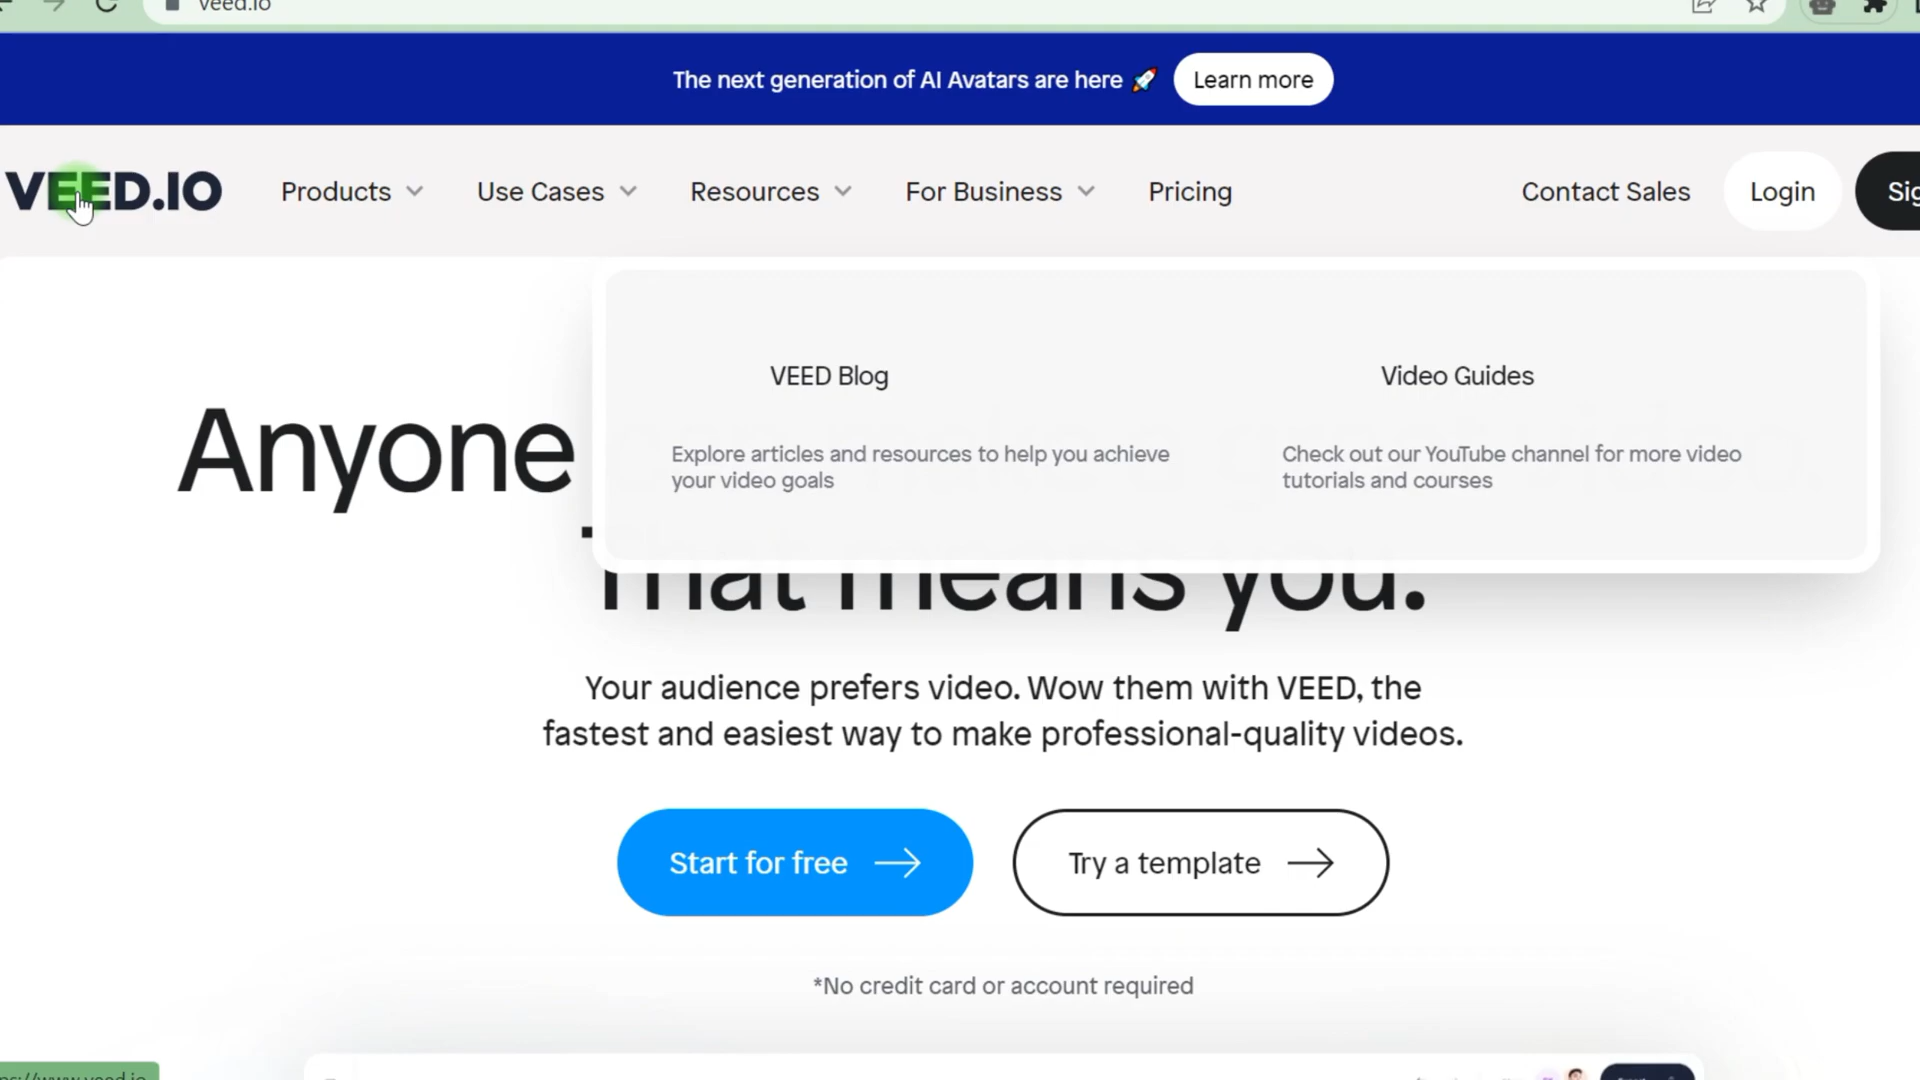 veed.io
The next generation of AI Avatars are here 🚀 Learn more
VEED.IO Products Use Cases Resources For Business Pricing Contact Sales Login
VEED Blog Video Guides
Explore articles and resources to help you achieve
your video goals
Check out our YouTube channel for more video
tutorials and courses
Anyone
That means you.
Your audience prefers video. Wow them with VEED, the
fastest and easiest way to make professional-quality videos.
Start for free Try a template
*No credit card or account required